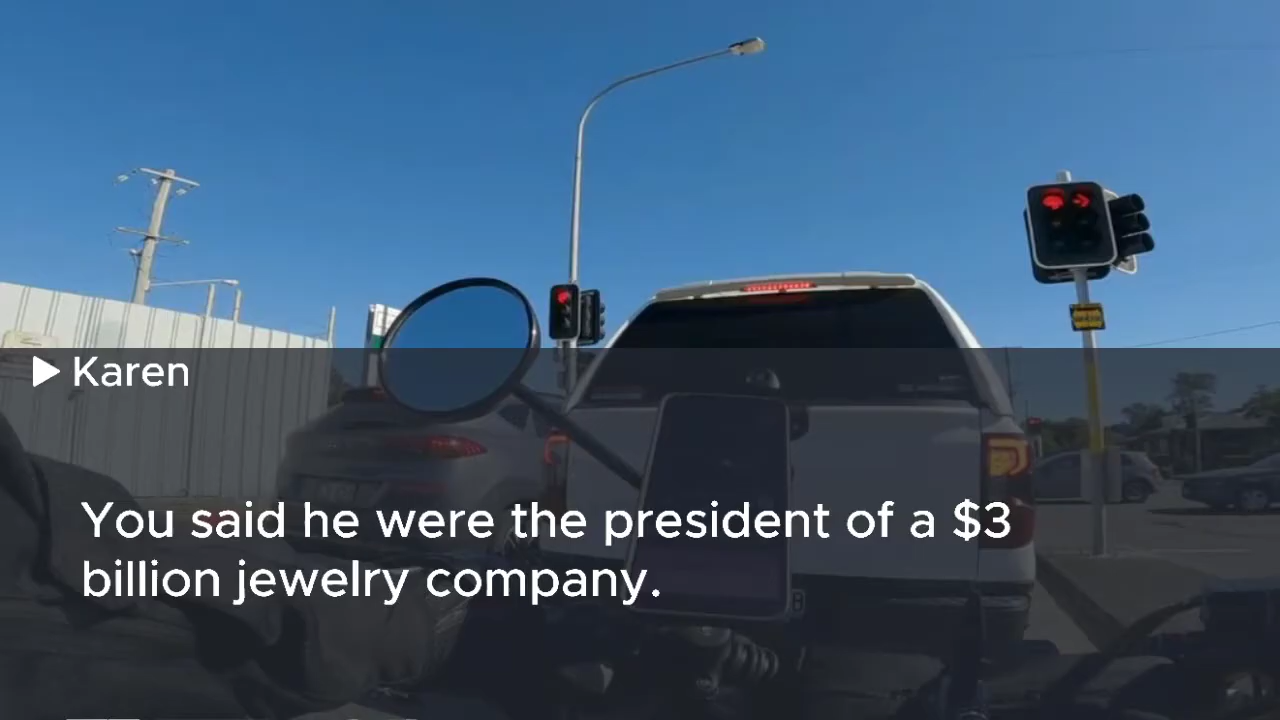 Karen
You said he were the president of a $3
billion jewelry company.